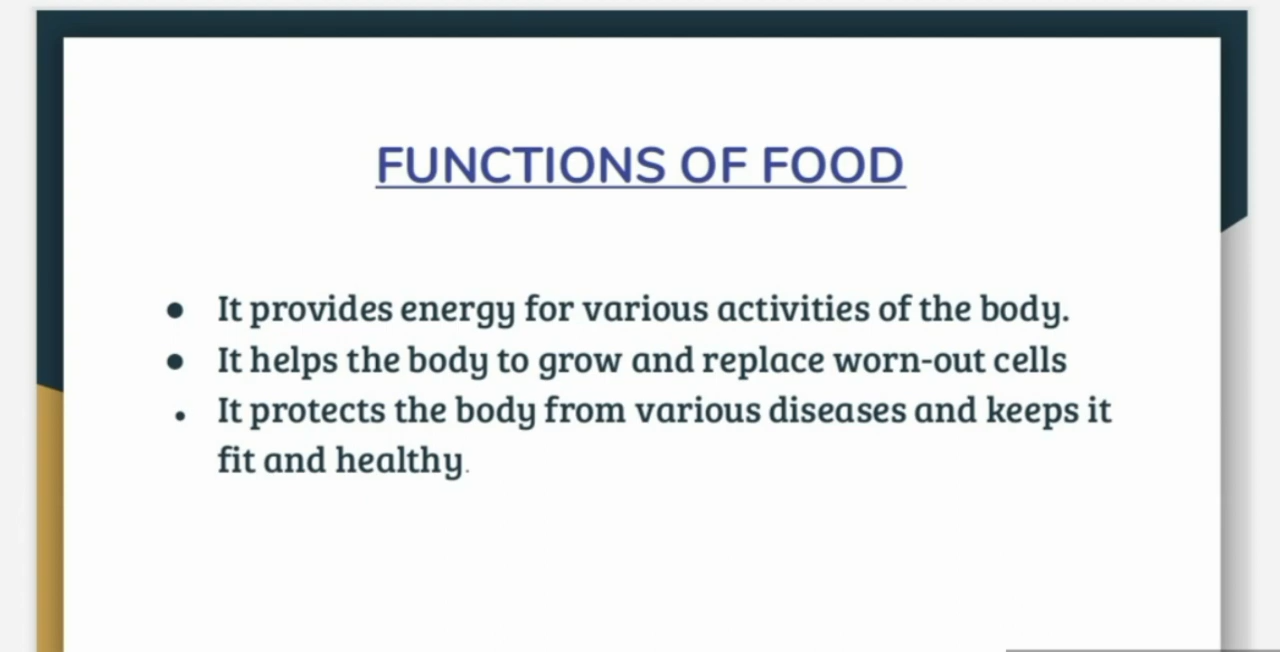 FUNCTIONS OF FOOD
● It provides energy for various activities of the body.
● It helps the body to grow and replace worn-out cells
• It protects the body from various diseases and keeps it
fit and healthy.